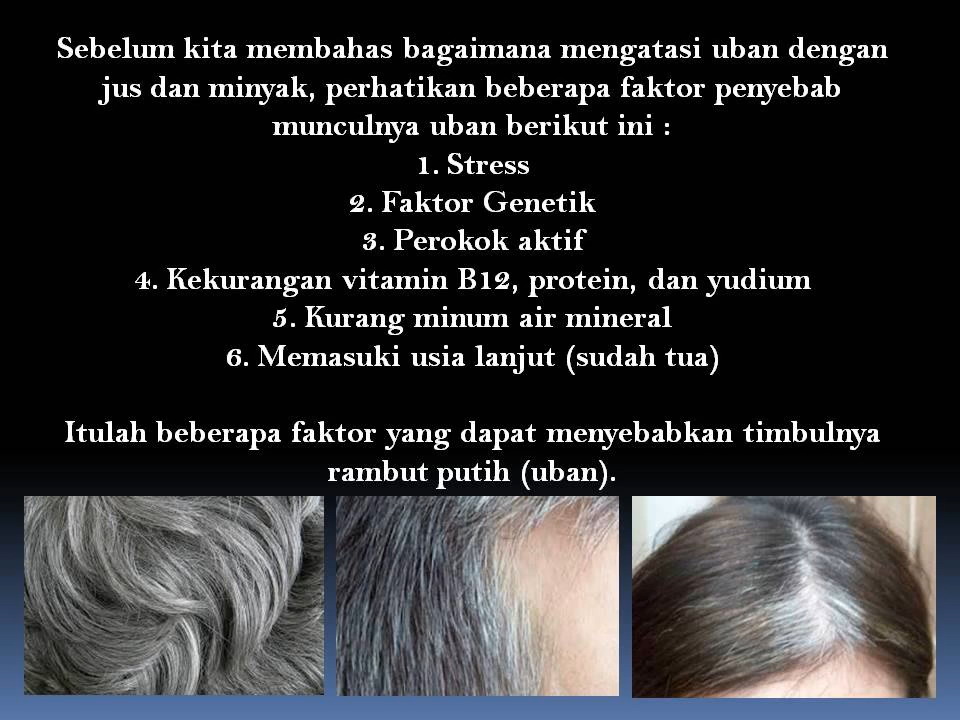 Sebelum kita membahas bagaimana mengatasi uban dengan
jus dan minyak, perhatikan beberapa faktor penyebab
munculnya uban berikut ini :
1. Stress
2. Faktor Genetik
3. Perokok aktif
4. Kekurangan vitamin B12, protein, dan yudium
5. Kurang minum air mineral
6. Memasuki usia lanjut (sudah tua)
Itulah beberapa faktor yang dapat menyebabkan timbulnya
rambut putih (uban).